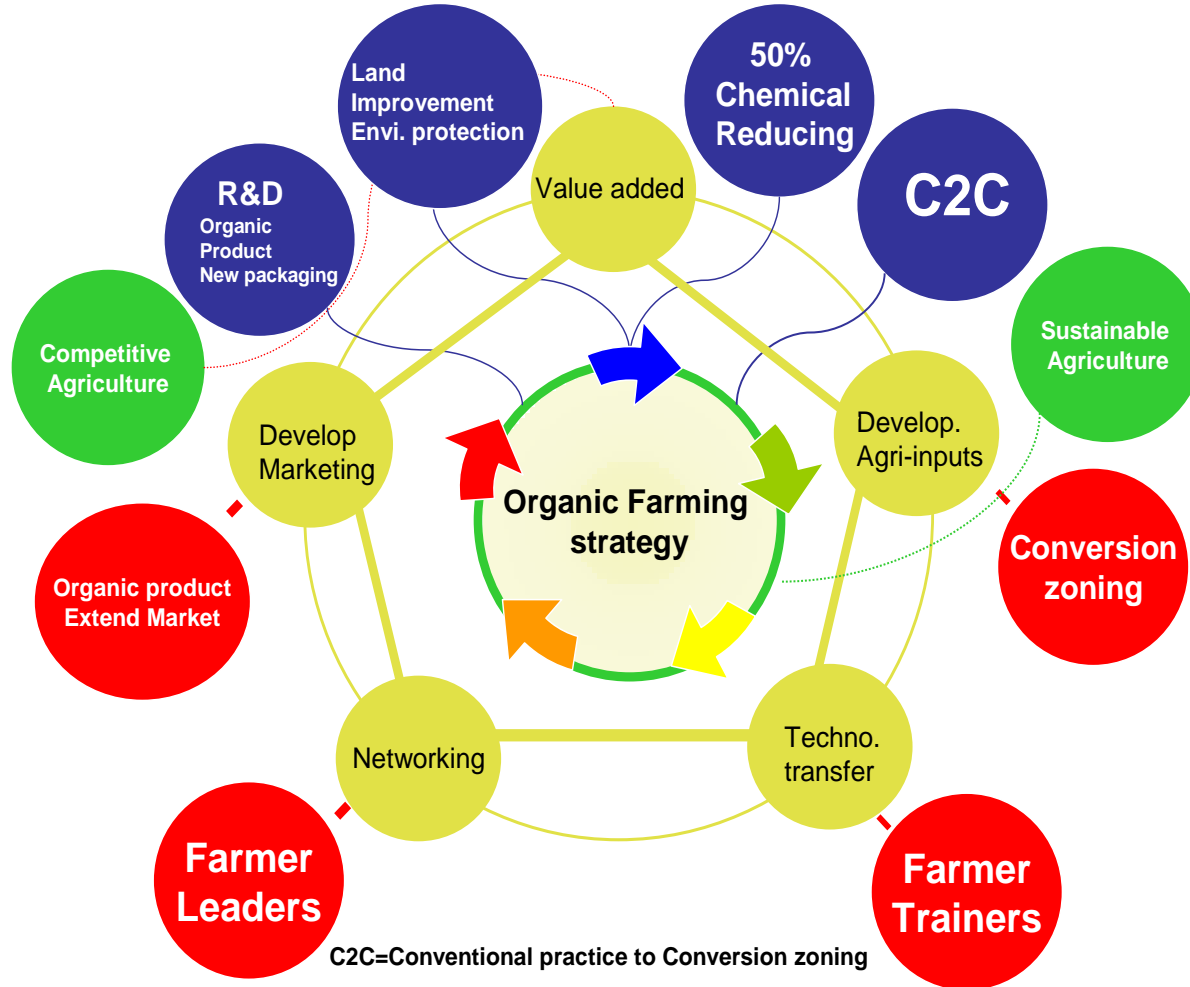 Land
Improvement
Envi. protection
50%
Chemical
Reducing
R&D
Organic
Product
New packaging
Value added
C2C
Competitive
Agriculture
Sustainable
Agriculture
Develop
Marketing
Develop.
Agri-inputs
Organic Farming
strategy
Organic product
Extend Market
Conversion
zoning
Networking
Techno.
transfer
Farmer
Leaders
Farmer
Trainers
C2C=Conventional practice to Conversion zoning